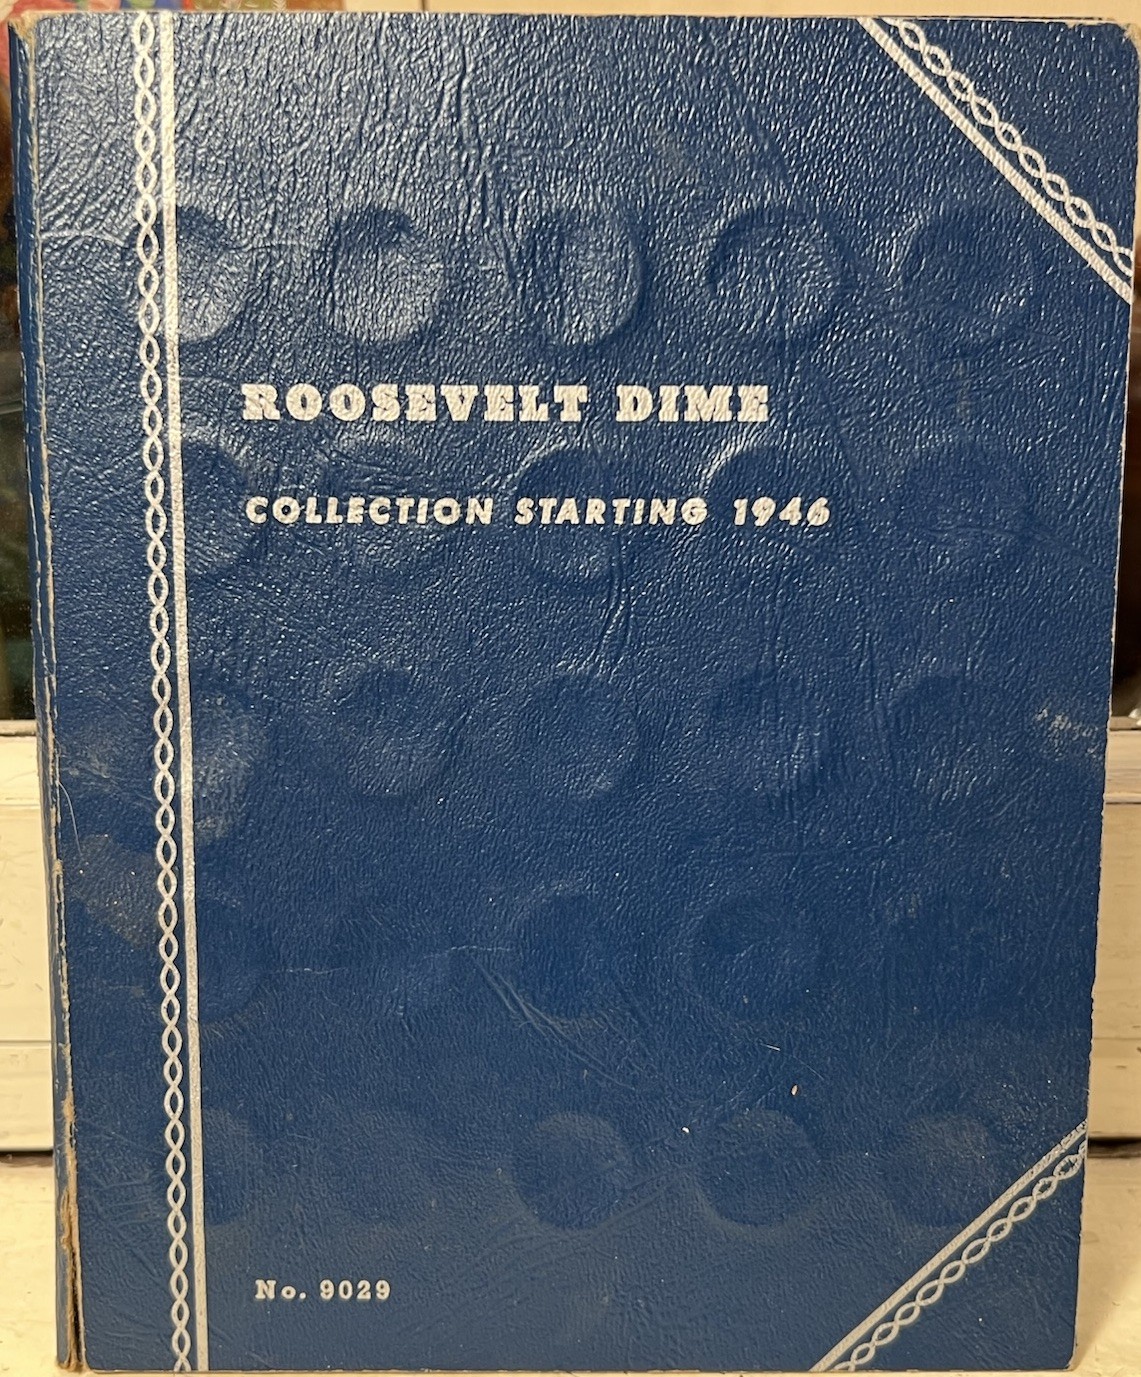 ROOSEVELT DIME
COLLECTION STARTING 1946
No. 9029